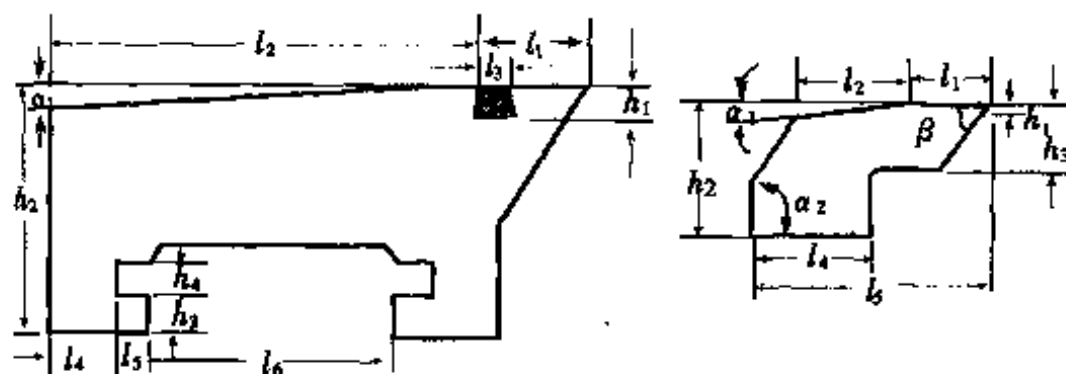 l₂
l₁
l₃
α₁
h₁
h₂
h₄
h₂
l₄
l₅
l₆
l₂
l₁
α₁
β
h₁
h₃
h₂
α₂
l₄
l₅